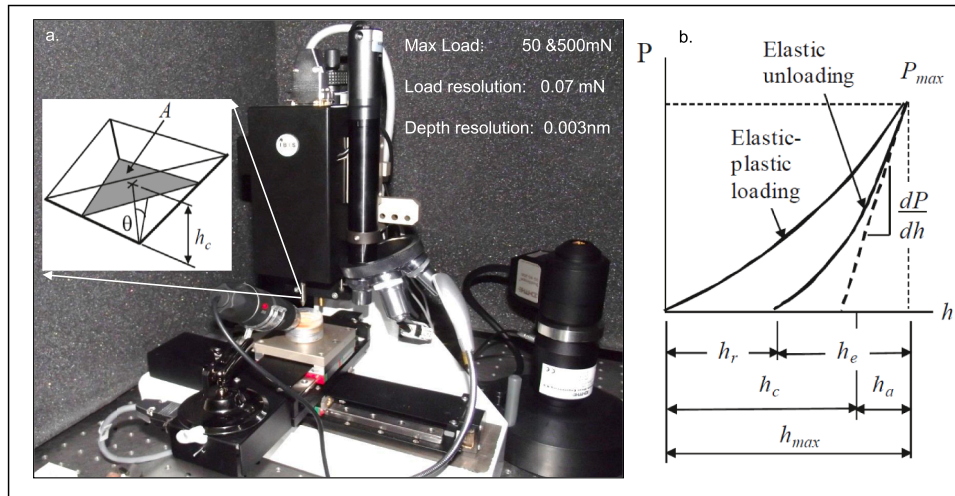 a.
Max Load: 50 &500mN
Load resolution: 0.07 mN
Depth resolution: 0.003nm
A
θ
h_c
IBIS
b.
P
Elastic
unloading
P_max
Elastic-
plastic
loading
dP
dh
h
h_r
h_e
h_c
h_a
h_max